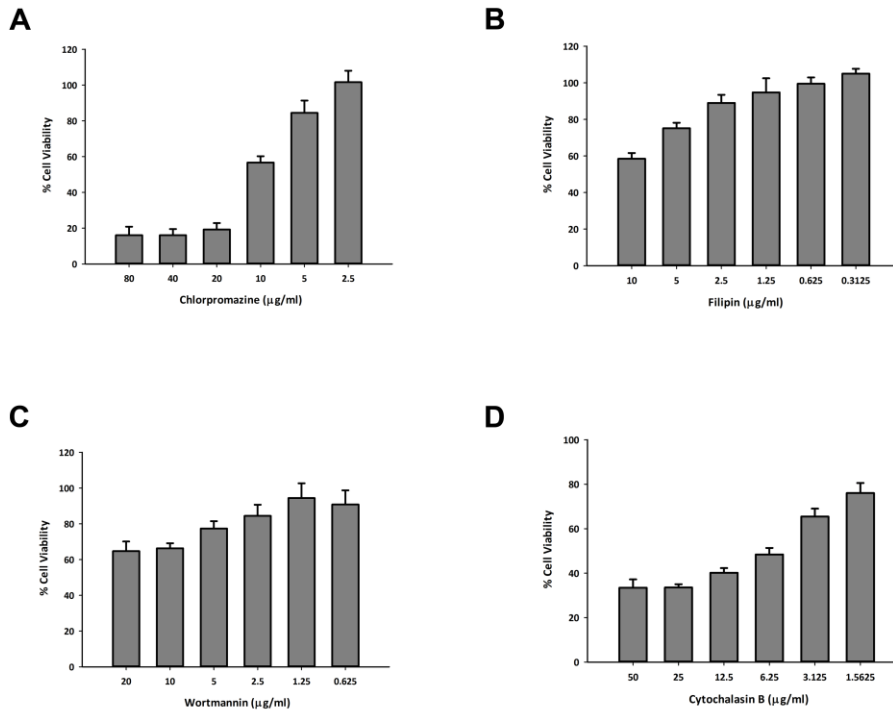 A
120
100
80
60
40
20
0
% Cell Viability
80 40 20 10 5 2.5
Chlorpromazine (μg/ml)
B
120
100
80
60
40
20
0
% Cell Viability
10 5 2.5 1.25 0.625 0.3125
Filipin (μg/ml)
C
120
100
80
60
40
20
0
% Cell Viability
20 10 5 2.5 1.25 0.625
Wortmannin (μg/ml)
D
100
80
60
40
20
0
% Cell Viability
50 25 12.5 6.25 3.125 1.5625
Cytochalasin B (μg/ml)